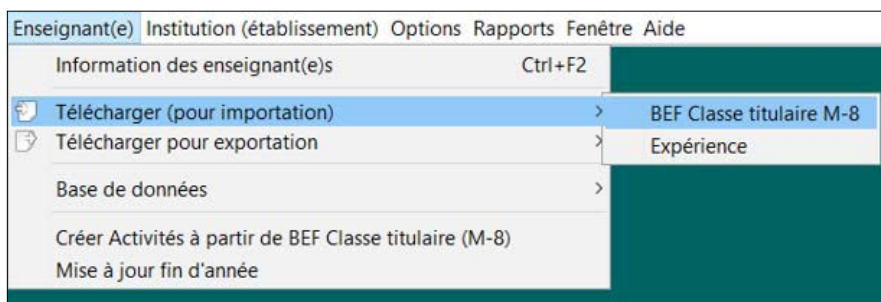 Enseignant(e) Institution (établissement) Options Rapports Fenêtre Aide
Information des enseignant(e)s Ctrl+F2
Télécharger (pour importation) > BEF Classe titulaire M-8
Télécharger pour exportation > Expérience
Base de données >
Créer Activités à partir de BEF Classe titulaire (M-8)
Mise à jour fin d'année